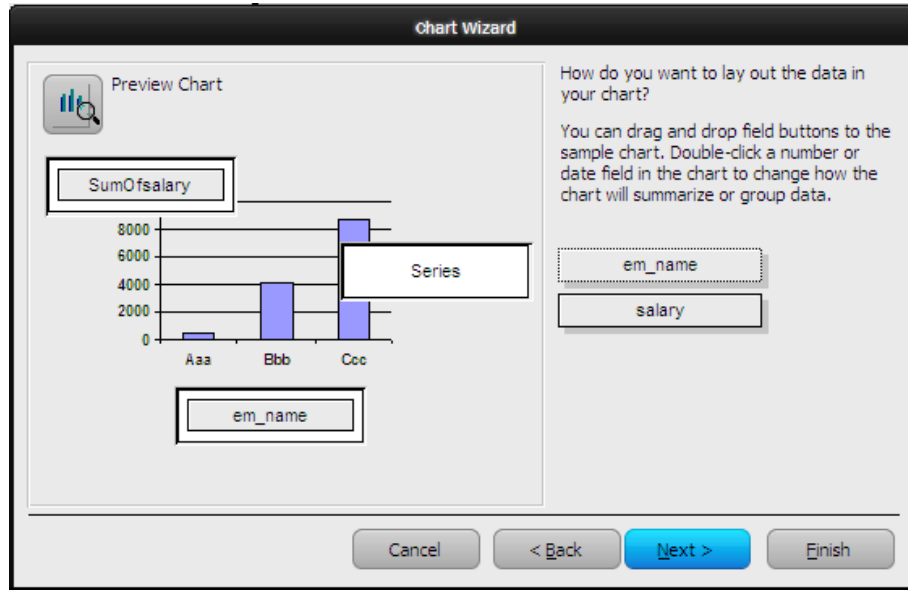 Chart Wizard
Preview Chart
SumOfsalary
8000
6000
4000
2000
0
Aaa Bbb Ccc
Series
em_name
How do you want to lay out the data in
your chart?
You can drag and drop field buttons to the
sample chart. Double-click a number or
date field in the chart to change how the
chart will summarize or group data.
em_name
salary
Cancel < Back Next > Finish